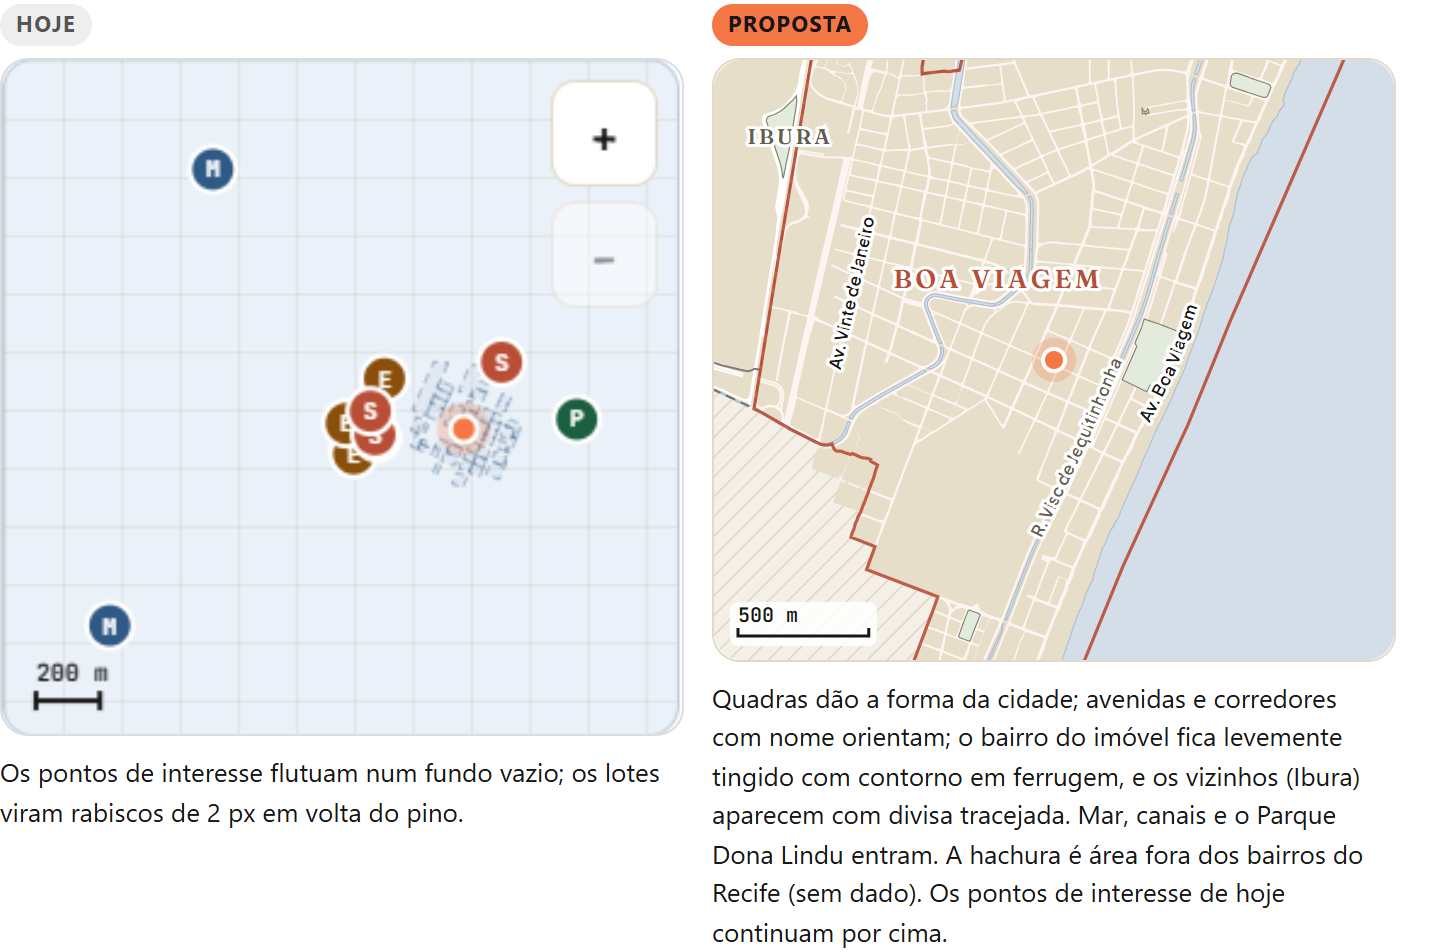 HOJE
+
−
M
S
E
E
S
S
E
P
M
200 m
Os pontos de interesse flutuam num fundo vazio; os lotes
viram rabiscos de 2 px em volta do pino.
PROPOSTA
IBURA
Av. Vinte de Janeiro
BOA VIAGEM
Av. Boa Viagem
R. Visc de Jequitinhonha
500 m
Quadras dão a forma da cidade; avenidas e corredores
com nome orientam; o bairro do imóvel fica levemente
tingido com contorno em ferrugem, e os vizinhos (Ibura)
aparecem com divisa tracejada. Mar, canais e o Parque
Dona Lindu entram. A hachura é área fora dos bairros do
Recife (sem dado). Os pontos de interesse de hoje
continuam por cima.